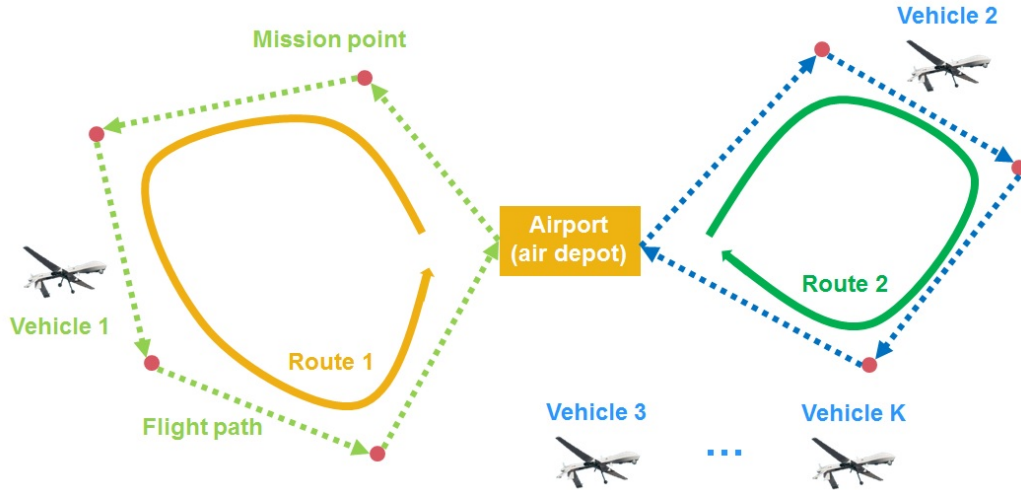 Vehicle 2
Mission point
Airport
(air depot)
Route 2
Vehicle 1
Route 1
Flight path
Vehicle 3
...
Vehicle K